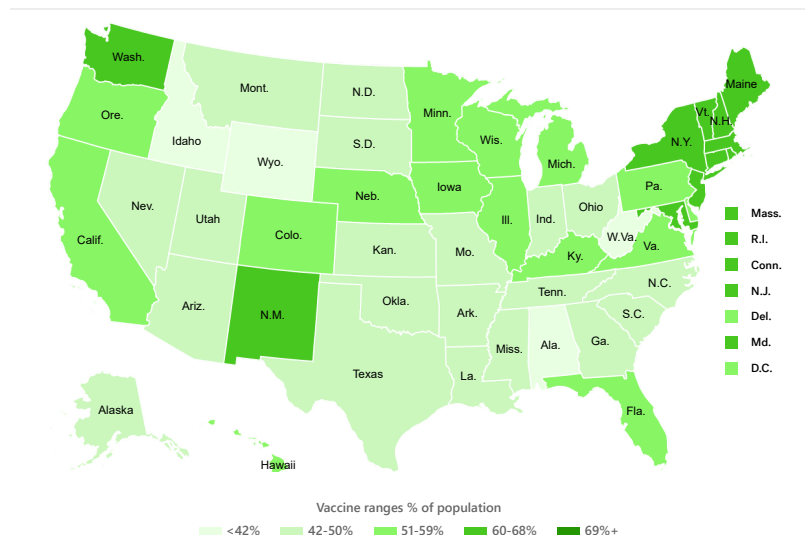 Wash.
Maine
Mont.
N.D.
Minn.
Vt.
N.H.
Ore.
Idaho
S.D.
Wis.
N.Y.
Wyo.
Mich.
Neb.
Iowa
Pa.
Nev.
Utah
Ill.
Ind.
Ohio
Mass.
Calif.
Colo.
W.Va.
R.I.
Kan.
Mo.
Ky.
Va.
Conn.
N.C.
N.J.
Ariz.
N.M.
Okla.
Ark.
Tenn.
S.C.
Del.
Miss.
Ala.
Ga.
Md.
Texas
La.
D.C.
Alaska
Fla.
Hawaii
Vaccine ranges % of population
<42% 42-50% 51-59% 60-68% 69%+